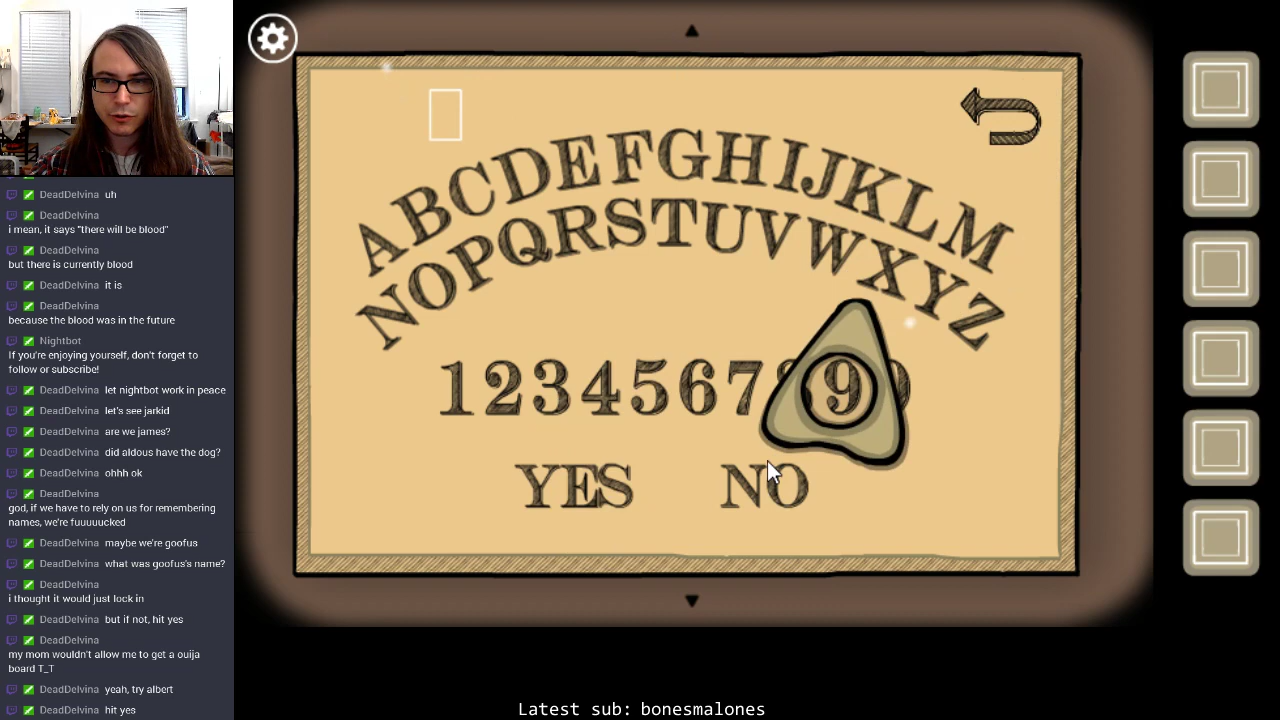 DeadDelvina uh
DeadDelvina
i mean, it says "there will be blood"
DeadDelvina
but there is currently blood
DeadDelvina it is
DeadDelvina
because the blood was in the future
Nightbot
If you're enjoying yourself, don't forget to
follow or subscribe!
DeadDelvina let nightbot work in peace
DeadDelvina let's see jarkid
DeadDelvina are we james?
DeadDelvina did aldous have the dog?
DeadDelvina ohhh ok
DeadDelvina
god, if we have to rely on us for remembering
names, we're fuuuuucked
DeadDelvina maybe we're goofus
DeadDelvina what was goofus's name?
DeadDelvina
i thought it would just lock in
DeadDelvina but if not, hit yes
DeadDelvina
my mom wouldn't allow me to get a ouija
board T_T
DeadDelvina yeah, try albert
DeadDelvina hit yes
ABCDEFGHIJKLM
NOPQRSTUVWXYZ
1234567890
YES NO
Latest sub: bonesmalones